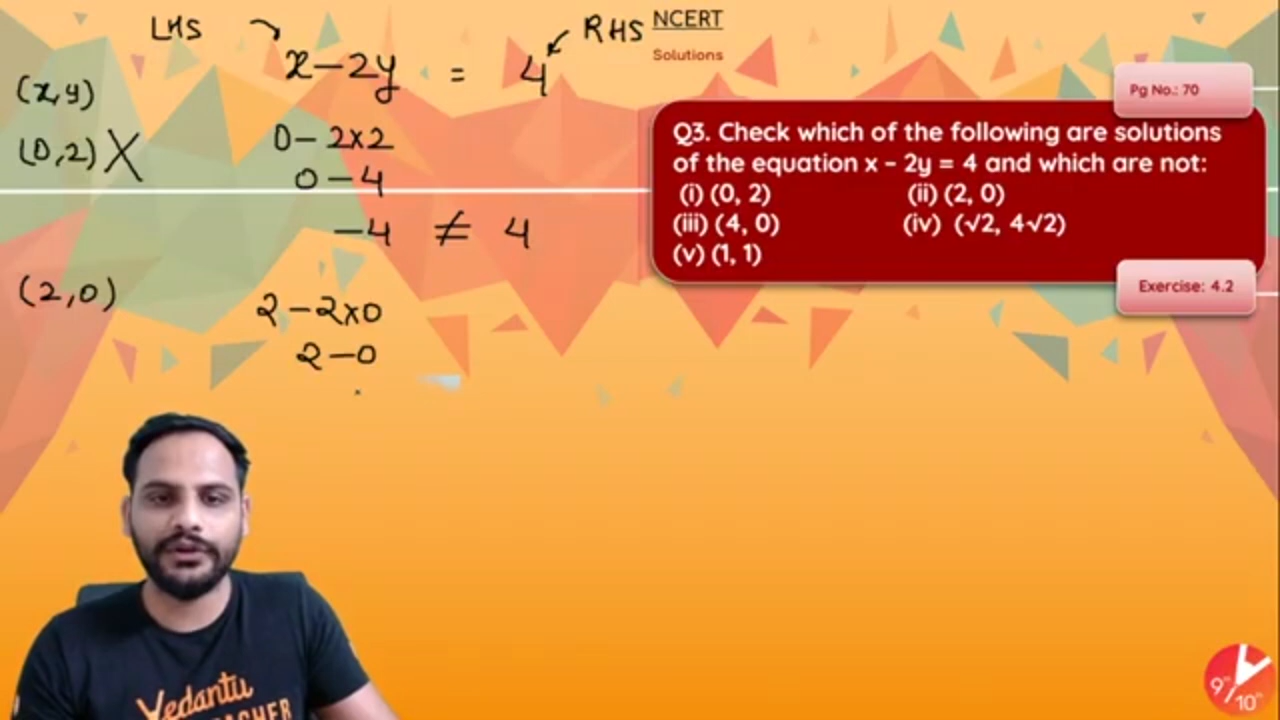 LHS
RHS
NCERT
Solutions
x-2y = 4
(x,y)
0-2x2
(0,2) X
0-4
-4 ≠ 4
(2,0)
2-2x0
2-0
Pg No.: 70
Q3. Check which of the following are solutions
of the equation x - 2y = 4 and which are not:
(i) (0, 2) (ii) (2, 0)
(iii) (4, 0) (iv) (√2, 4√2)
(v) (1, 1)
Exercise: 4.2
Vedantu
9th/10th